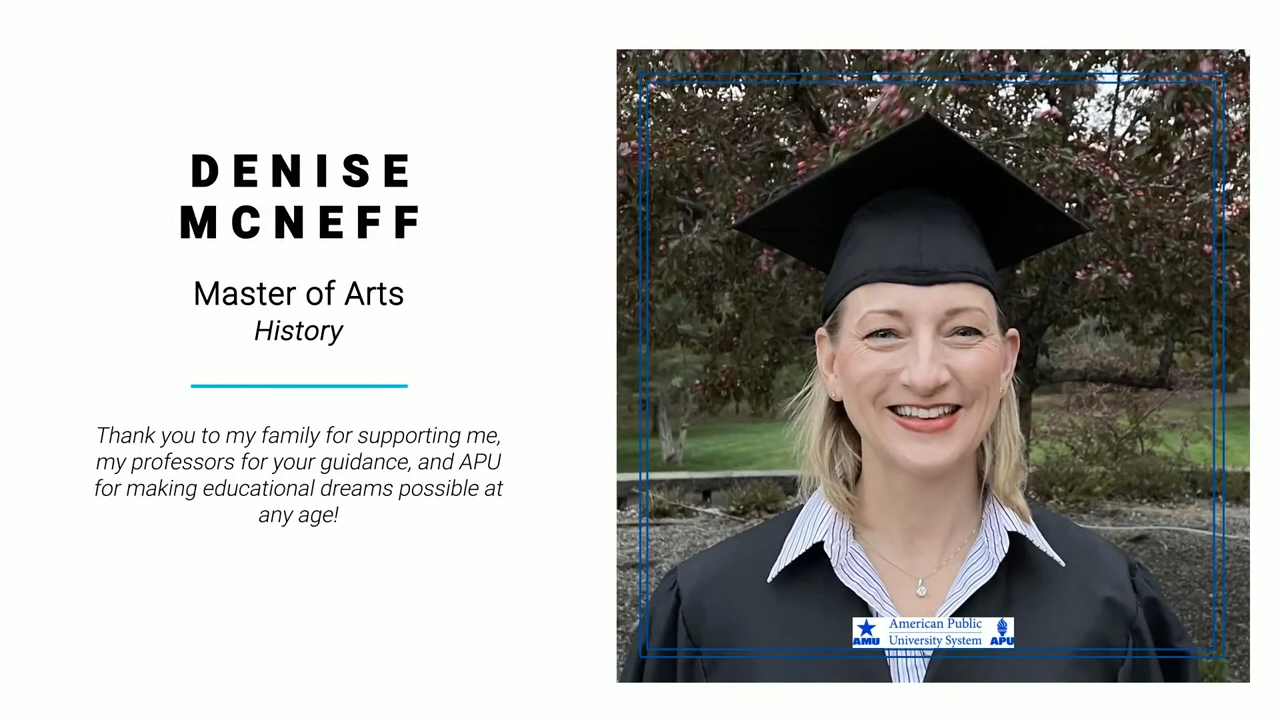 DENISE
MCNEFF
Master of Arts
History
Thank you to my family for supporting me,
my professors for your guidance, and APU
for making educational dreams possible at
any age!
AMU
American Public
University System
APU